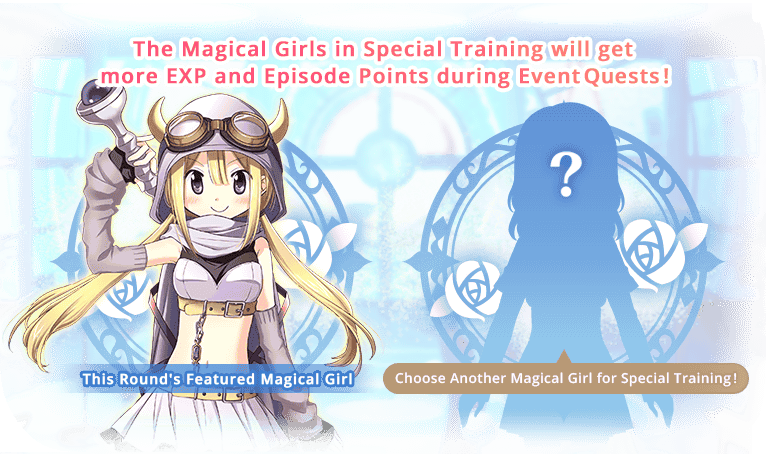 The Magical Girls in Special Training will get
more EXP and Episode Points during Event Quests!
?
This Round's Featured Magical Girl
Choose Another Magical Girl for Special Training!